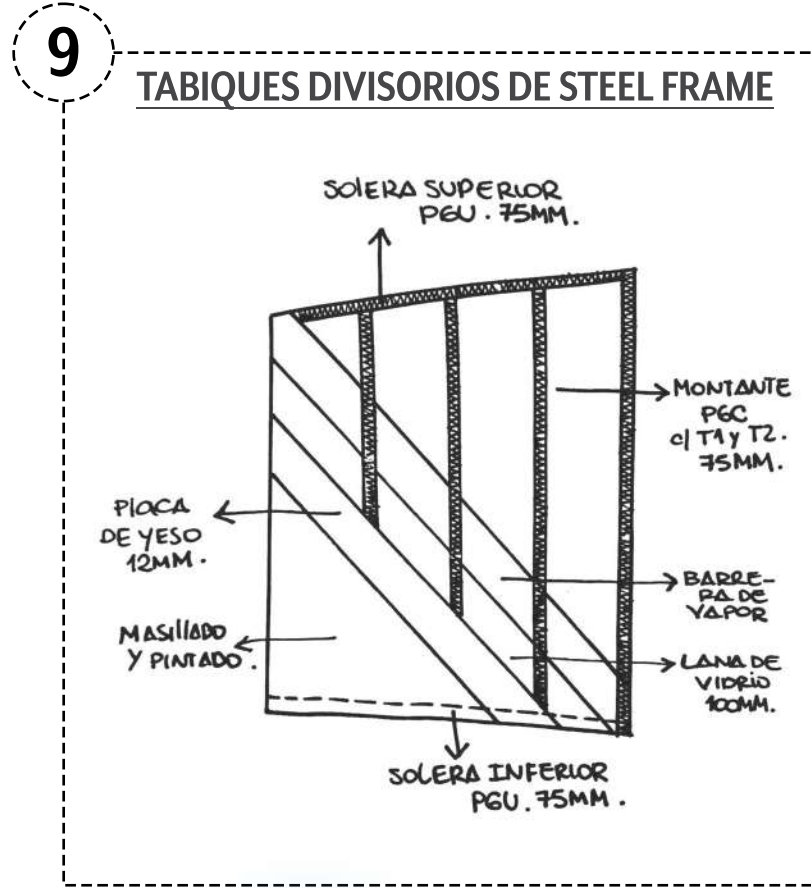 9
TABIQUES DIVISORIOS DE STEEL FRAME
SOLERA SUPERIOR
PGU. 75MM.
MONTANTE
PGC
c/ T1 y T2.
75MM.
PLACA
DE YESO
12MM.
BARRE-
RA DE
VAPOR
MASILLADO
Y PINTADO.
LANA DE
VIDRIO
100MM.
SOLERA INFERIOR
PGU. 75MM.